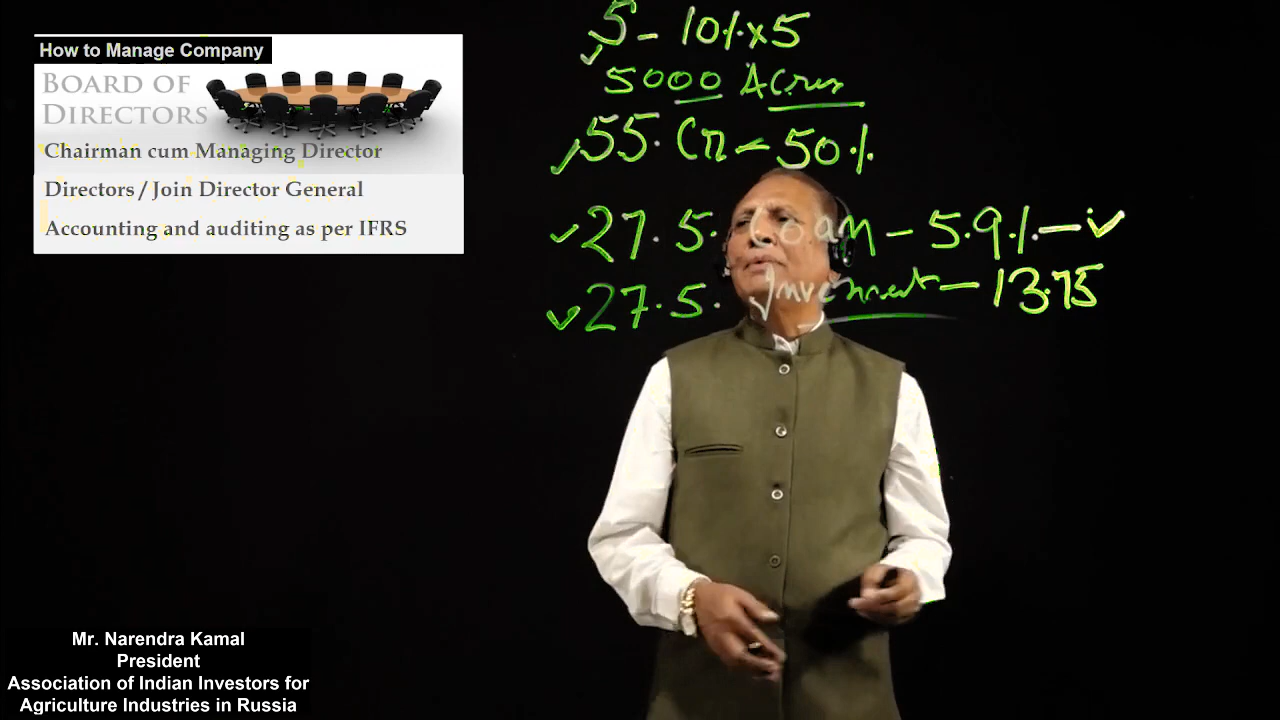 How to Manage Company
BOARD OF
DIRECTORS
Chairman cum Managing Director
Directors / Join Director General
Accounting and auditing as per IFRS
5 - 10% x 5
5000 Acres
55. Cr - 50%
27.5. Loan - 5.9% -
27.5. Investment - 13.75
Mr. Narendra Kamal
President
Association of Indian Investors for
Agriculture Industries in Russia